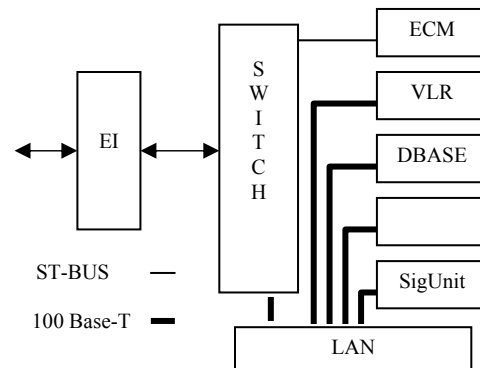 ECM
S
W
I
T
C
H
VLR
EI
DBASE
ST-BUS
SigUnit
100 Base-T
LAN